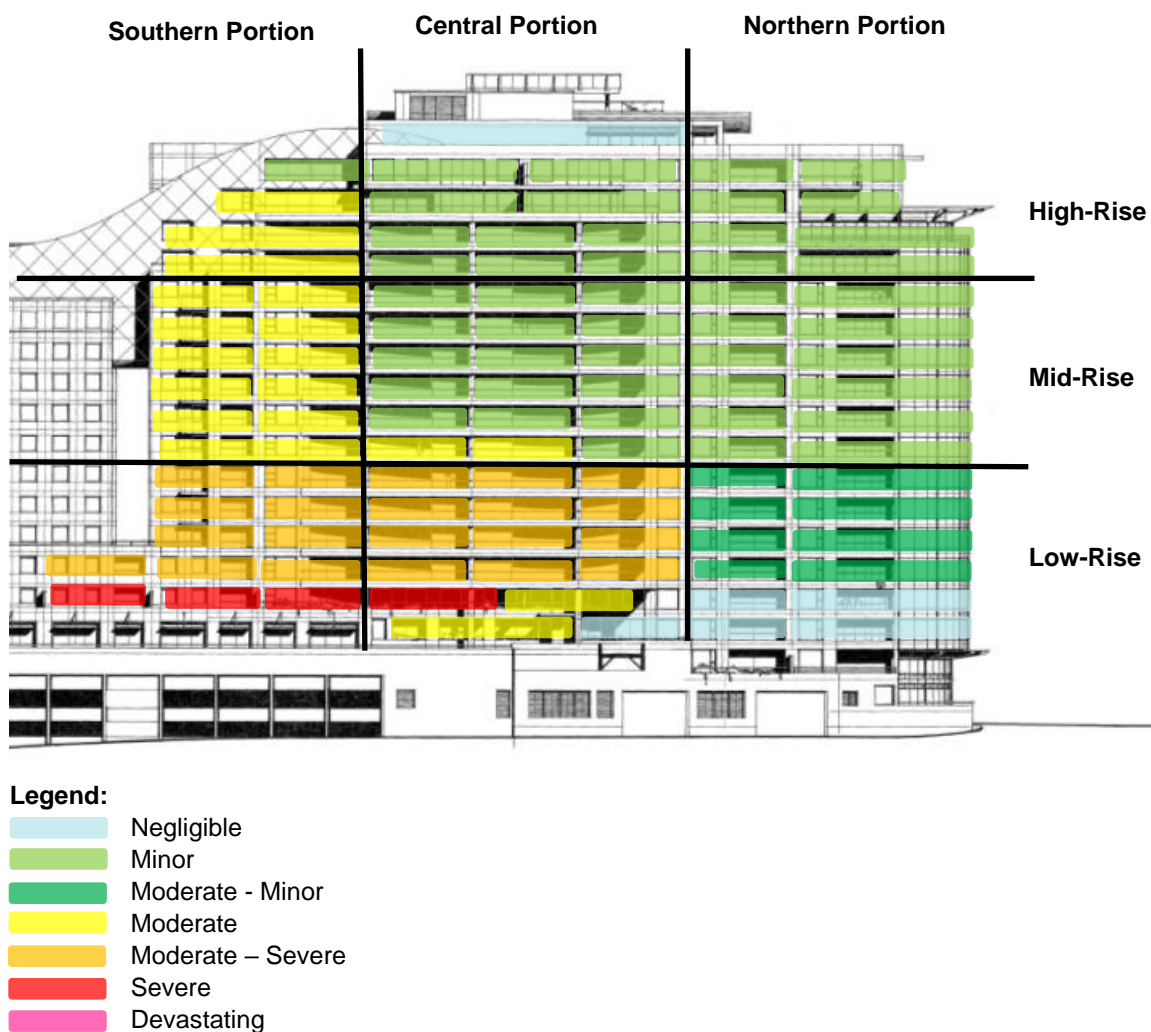 Southern Portion
Central Portion
Northern Portion
High-Rise
Mid-Rise
Low-Rise
Legend:
Negligible
Minor
Moderate - Minor
Moderate
Moderate – Severe
Severe
Devastating